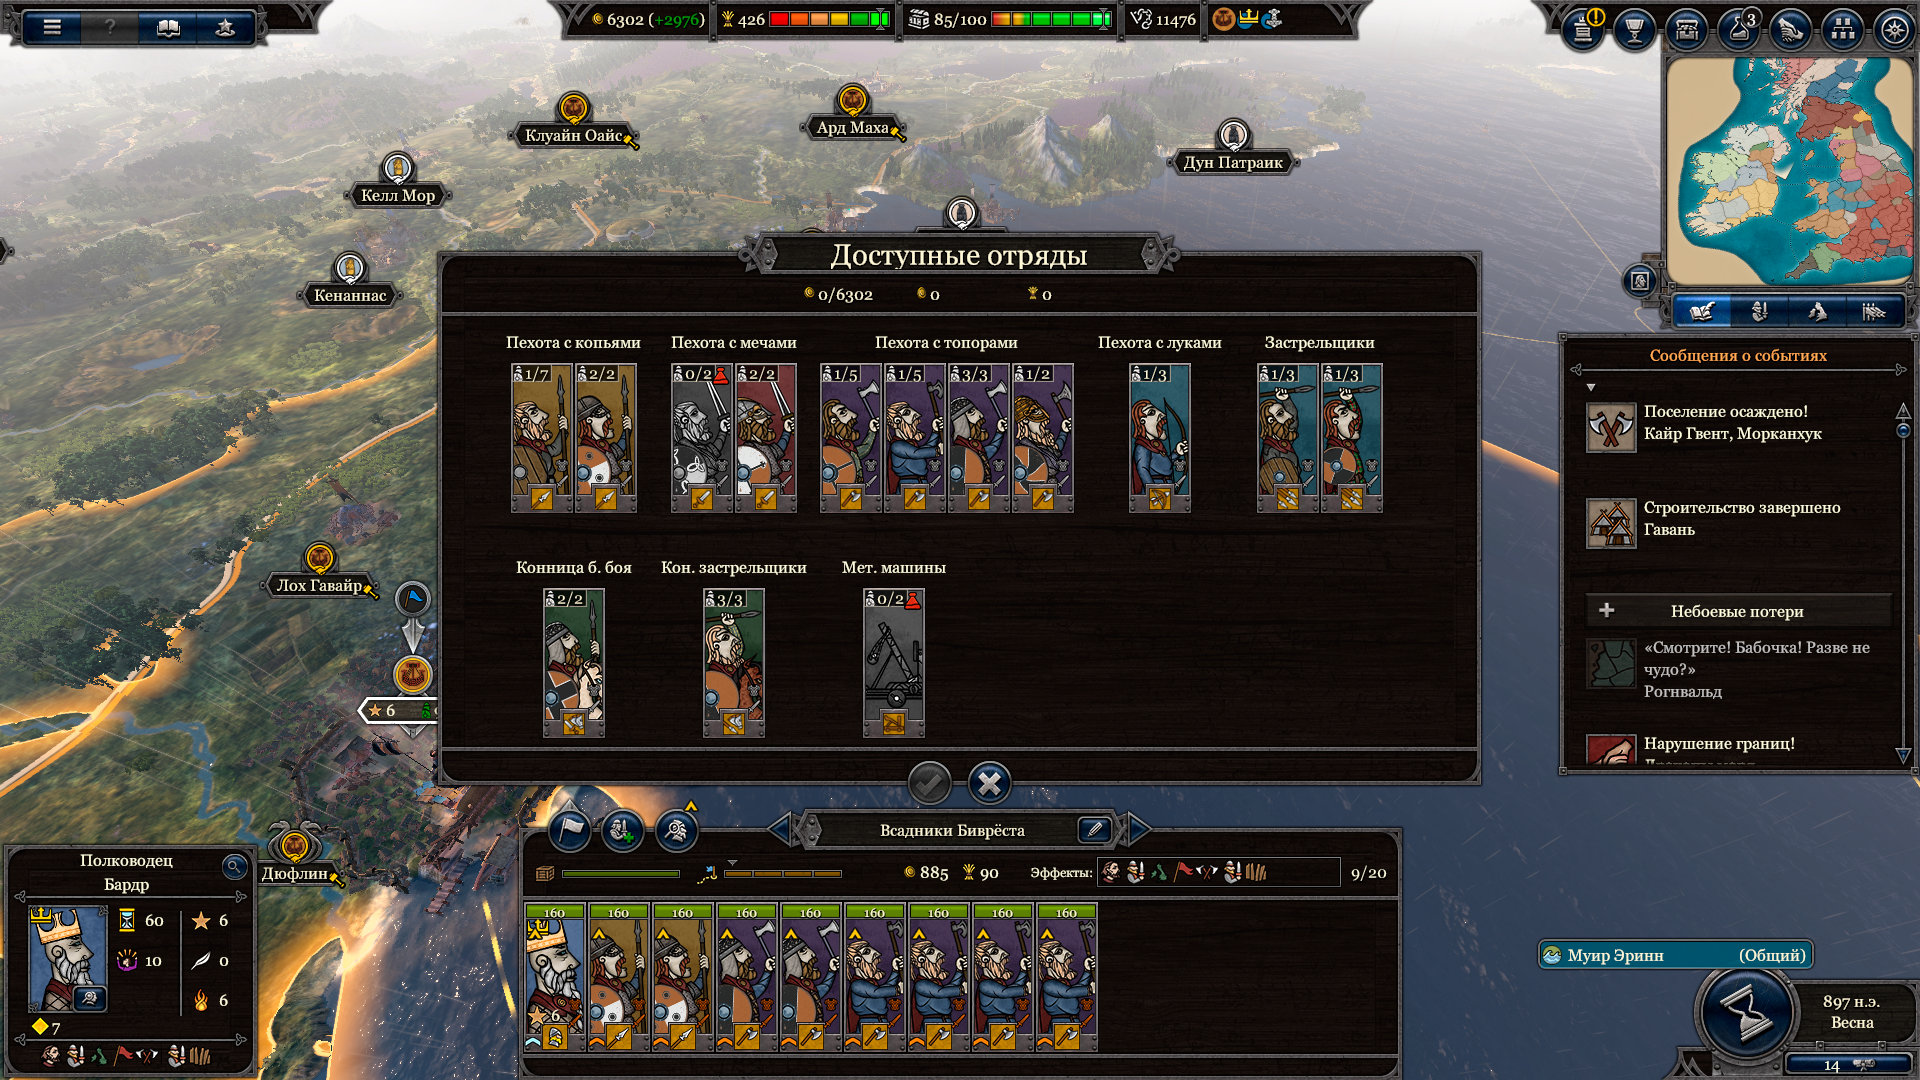 6302 (+2976)
426
85/100
11476
3
Клуайн Оайс
Ард Маха
Дун Патраик
Келл Мор
Кенаннас
Лох Гавайр
6
Дюфлин
Доступные отряды
0/6302
0
0
Пехота с копьями
Пехота с мечами
Пехота с топорами
Пехота с луками
Застрельщики
1/7
2/2
0/2
2/2
1/5
1/5
3/3
1/2
1/3
1/3
1/3
Конница б. боя
Кон. застрельщики
Мет. машины
2/2
3/3
0/2
Сообщения о событиях
Поселение осаждено!
Кайр Гвент, Морканхук
Строительство завершено
Гавань
Небоевые потери
«Смотрите! Бабочка! Разве не
чудо?»
Рогнвальд
Нарушение границ!
Всадники Биврёста
885
90
Эффекты:
9/20
160
160
160
160
160
160
160
160
160
6
Полководец
Бардр
60
6
10
0
6
7
Муир Эринн
(Общий)
897 н.э.
Весна
14